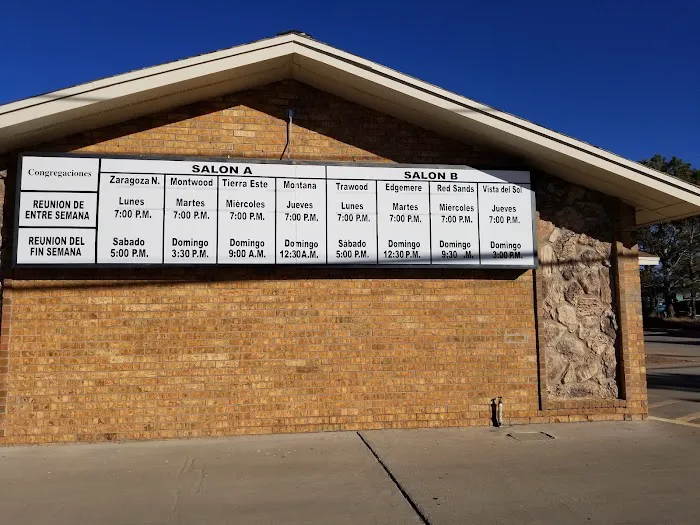 Congregaciones SALON A SALON B
Zaragoza N. Montwood Tierra Este Montana Trawood Edgemere Red Sands Vista del Sol
REUNION DE ENTRE SEMANA
Lunes Martes Miércoles Jueves Lunes Martes Miércoles Jueves
7:00 P.M. 7:00 P.M. 7:00 P.M. 7:00 P.M. 7:00 P.M. 7:00 P.M. 7:00 P.M. 7:00 P.M.
REUNION DEL FIN SEMANA
Sabado Domingo Domingo Domingo Sabado Domingo Domingo Domingo
5:00 P.M. 3:30 P.M. 9:00 A.M. 12:30 A.M. 5:00 P.M. 12:30 P.M. 9:30 .M. 3:00 P.M.